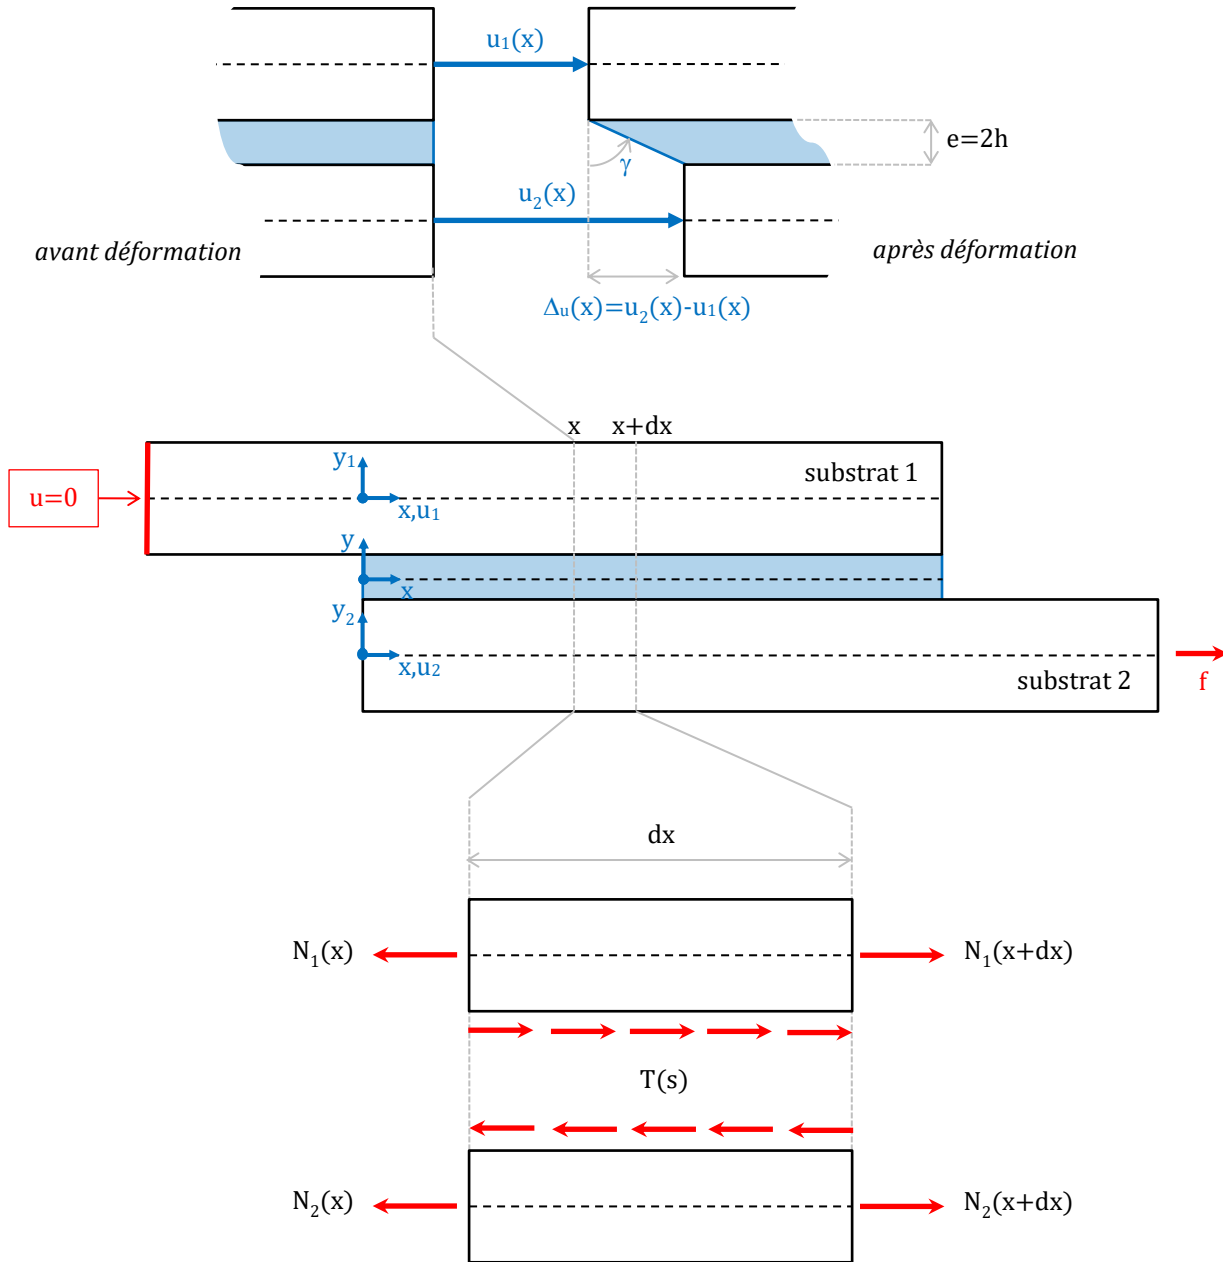 u₁(x)
e=2h
γ
u₂(x)
avant déformation
après déformation
Δu(x)=u₂(x)-u₁(x)
x
x+dx
y₁
substrat 1
u=0
x,u₁
y
x
y₂
x,u₂
substrat 2
f
dx
N₁(x)
N₁(x+dx)
T(s)
N₂(x)
N₂(x+dx)